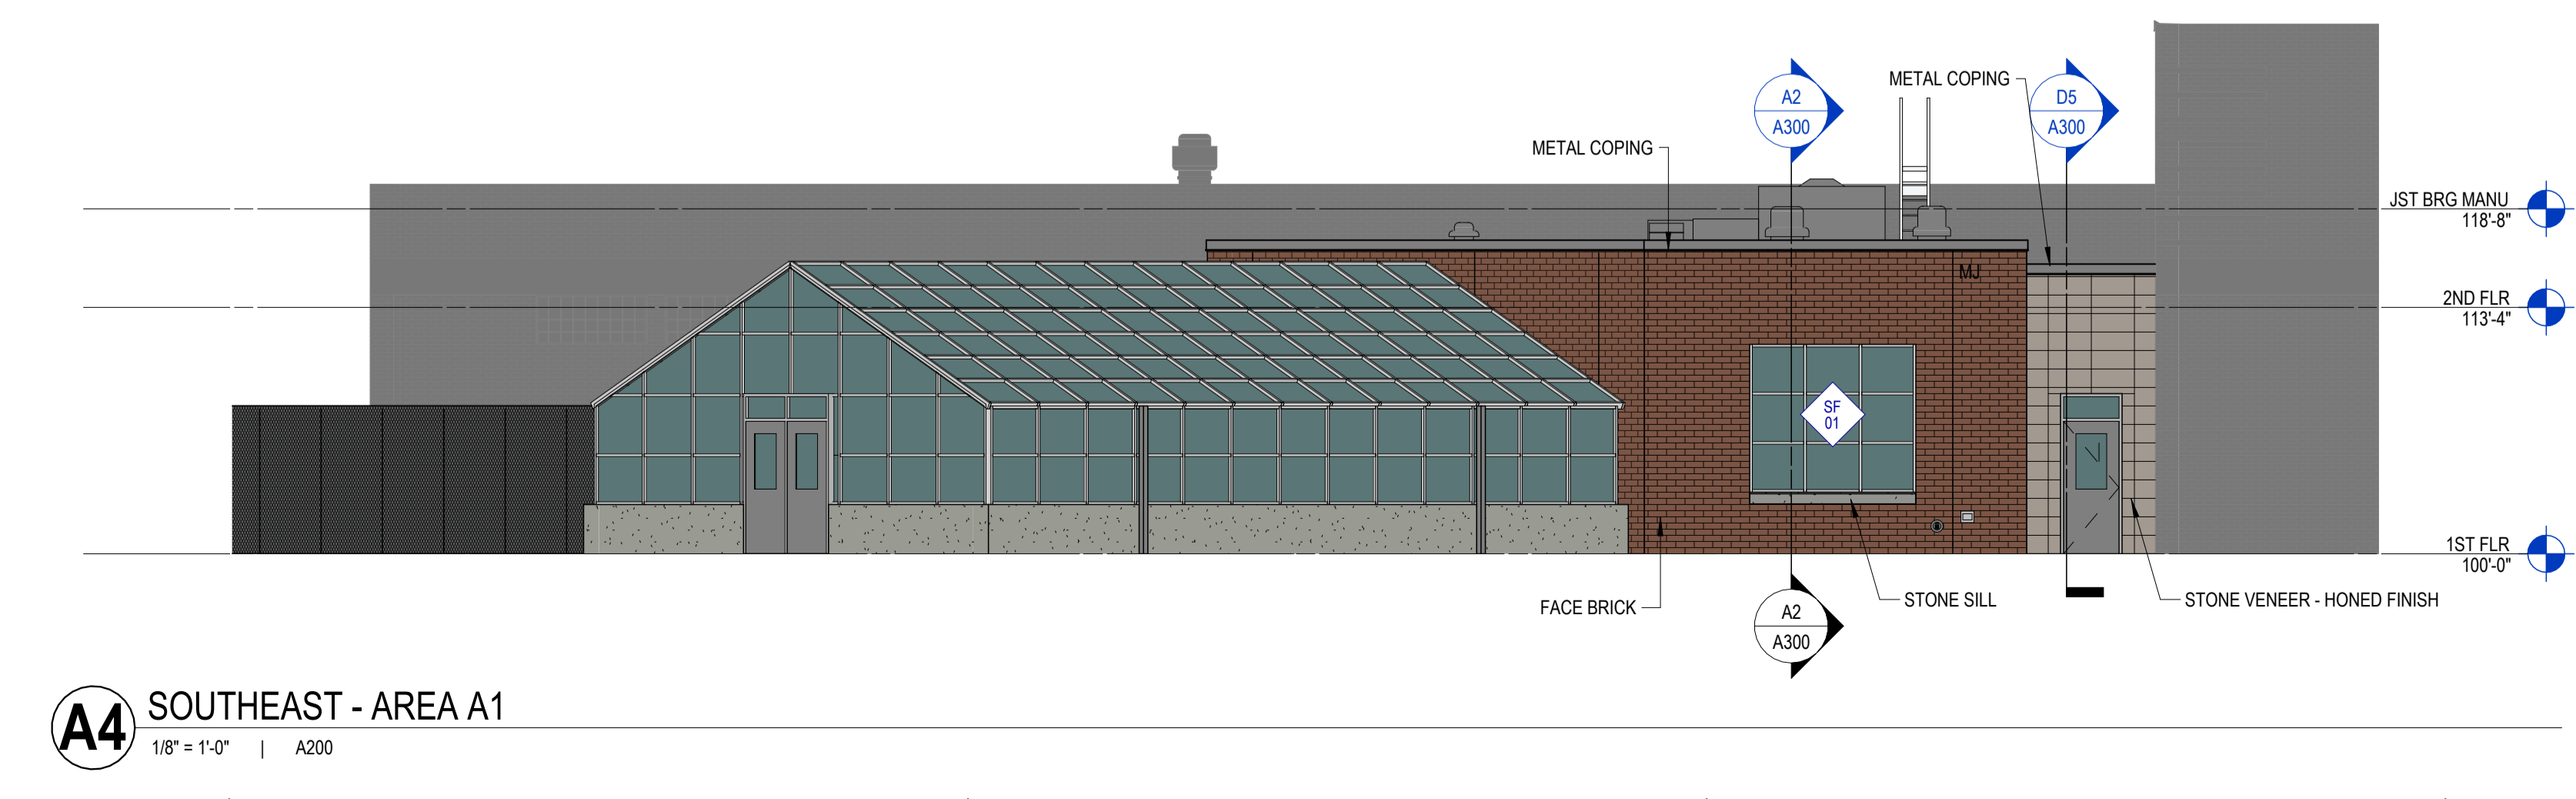 METAL COPING
A2
A300
D5
A300
METAL COPING
JST BRG MANU
118'-8"
MJ
2ND FLR
113'-4"
SF
01
1ST FLR
100'-0"
FACE BRICK
A2
A300
STONE SILL
STONE VENEER - HONED FINISH
A4
SOUTHEAST - AREA A1
1/8" = 1'-0" | A200